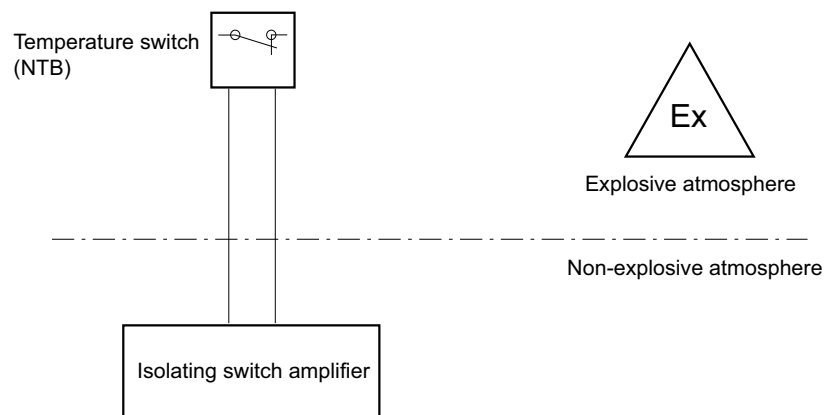 Temperature switch
(NTB)
Ex
Explosive atmosphere
Non-explosive atmosphere
Isolating switch amplifier